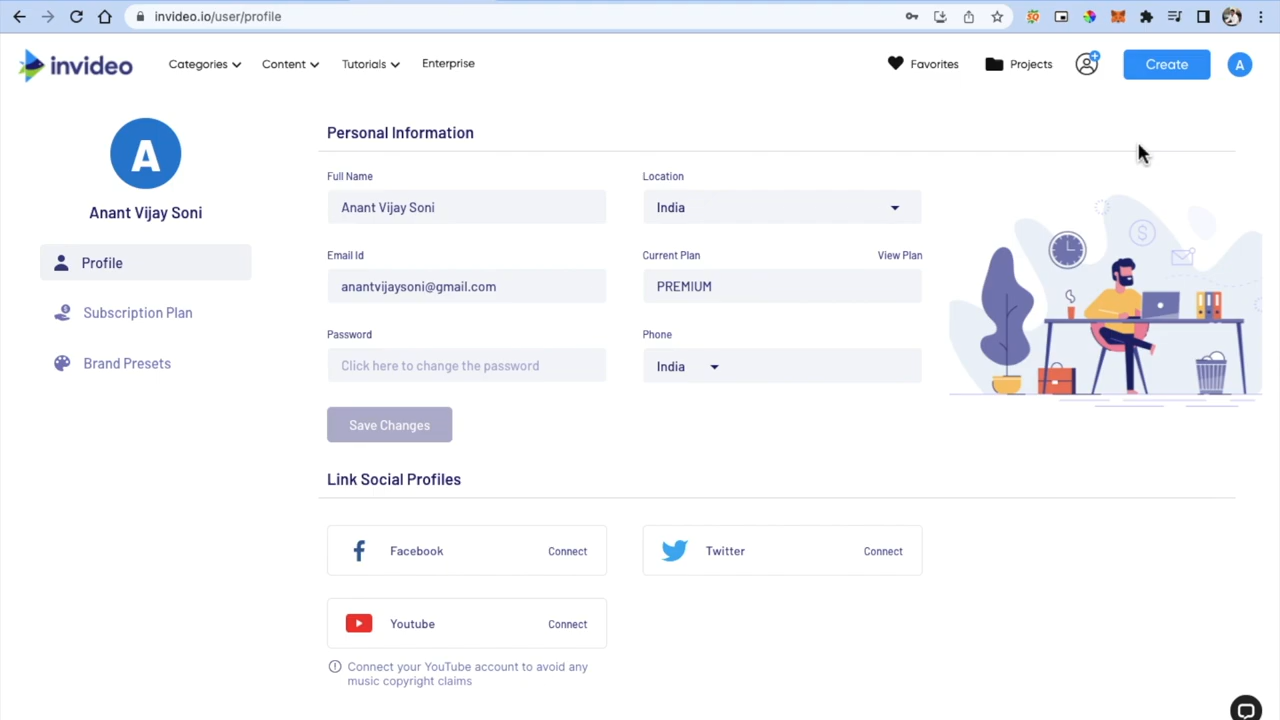 invideo.io/user/profile
invideo
Categories
Content
Tutorials
Enterprise
Favorites
Projects
Create
A
A
Anant Vijay Soni
Profile
Subscription Plan
Brand Presets
Personal Information
Full Name
Location
Anant Vijay Soni
India
Email Id
Current Plan
View Plan
anantvijaysoni@gmail.com
PREMIUM
Password
Phone
Click here to change the password
India
Save Changes
Link Social Profiles
Facebook
Connect
Twitter
Connect
Youtube
Connect
Connect your YouTube account to avoid any
music copyright claims